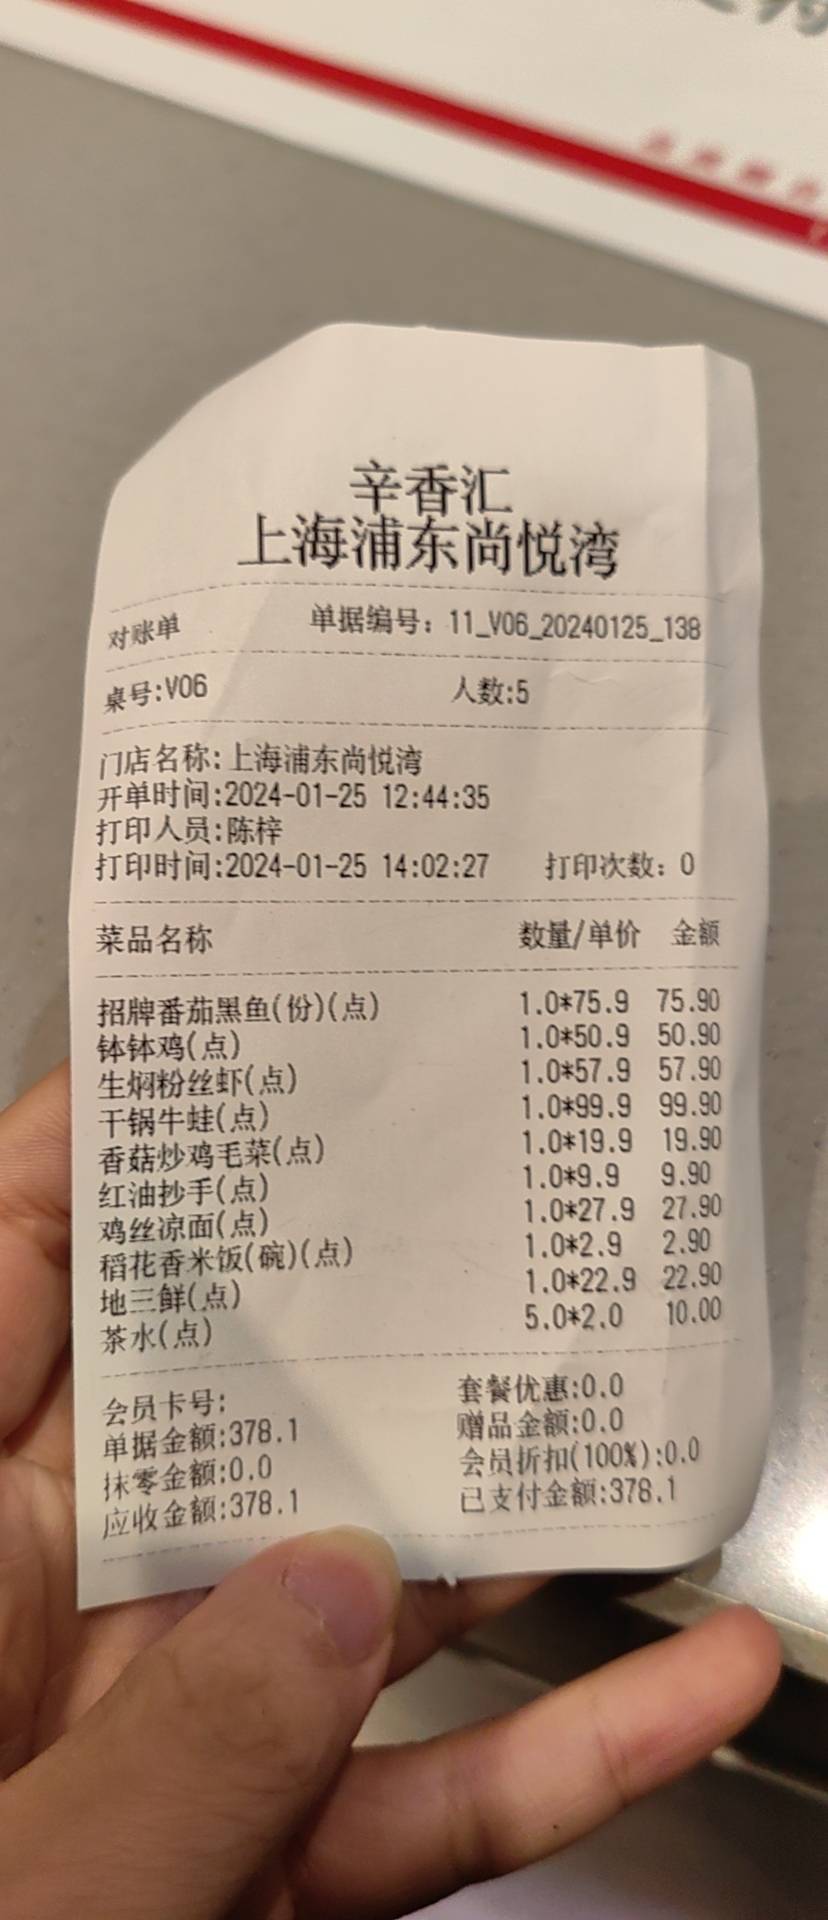 辛香汇
上海浦东尚悦湾
对账单 单据编号：11_V06_20240125_138
桌号:V06 人数:5
门店名称:上海浦东尚悦湾
开单时间:2024-01-25 12:44:35
打印人员:陈梓
打印时间:2024-01-25 14:02:27 打印次数：0
菜品名称 数量/单价 金额
招牌番茄黑鱼(份)(点) 1.0*75.9 75.90
钵钵鸡(点) 1.0*50.9 50.90
生焖粉丝虾(点) 1.0*57.9 57.90
干锅牛蛙(点) 1.0*99.9 99.90
香菇炒鸡毛菜(点) 1.0*19.9 19.90
红油抄手(点) 1.0*9.9 9.90
鸡丝凉面(点) 1.0*27.9 27.90
稻花香米饭(碗)(点) 1.0*2.9 2.90
地三鲜(点) 1.0*22.9 22.90
茶水(点) 5.0*2.0 10.00
会员卡号: 套餐优惠:0.0
单据金额:378.1 赠品金额:0.0
抹零金额:0.0 会员折扣(100%):0.0
应收金额:378.1 已支付金额:378.1